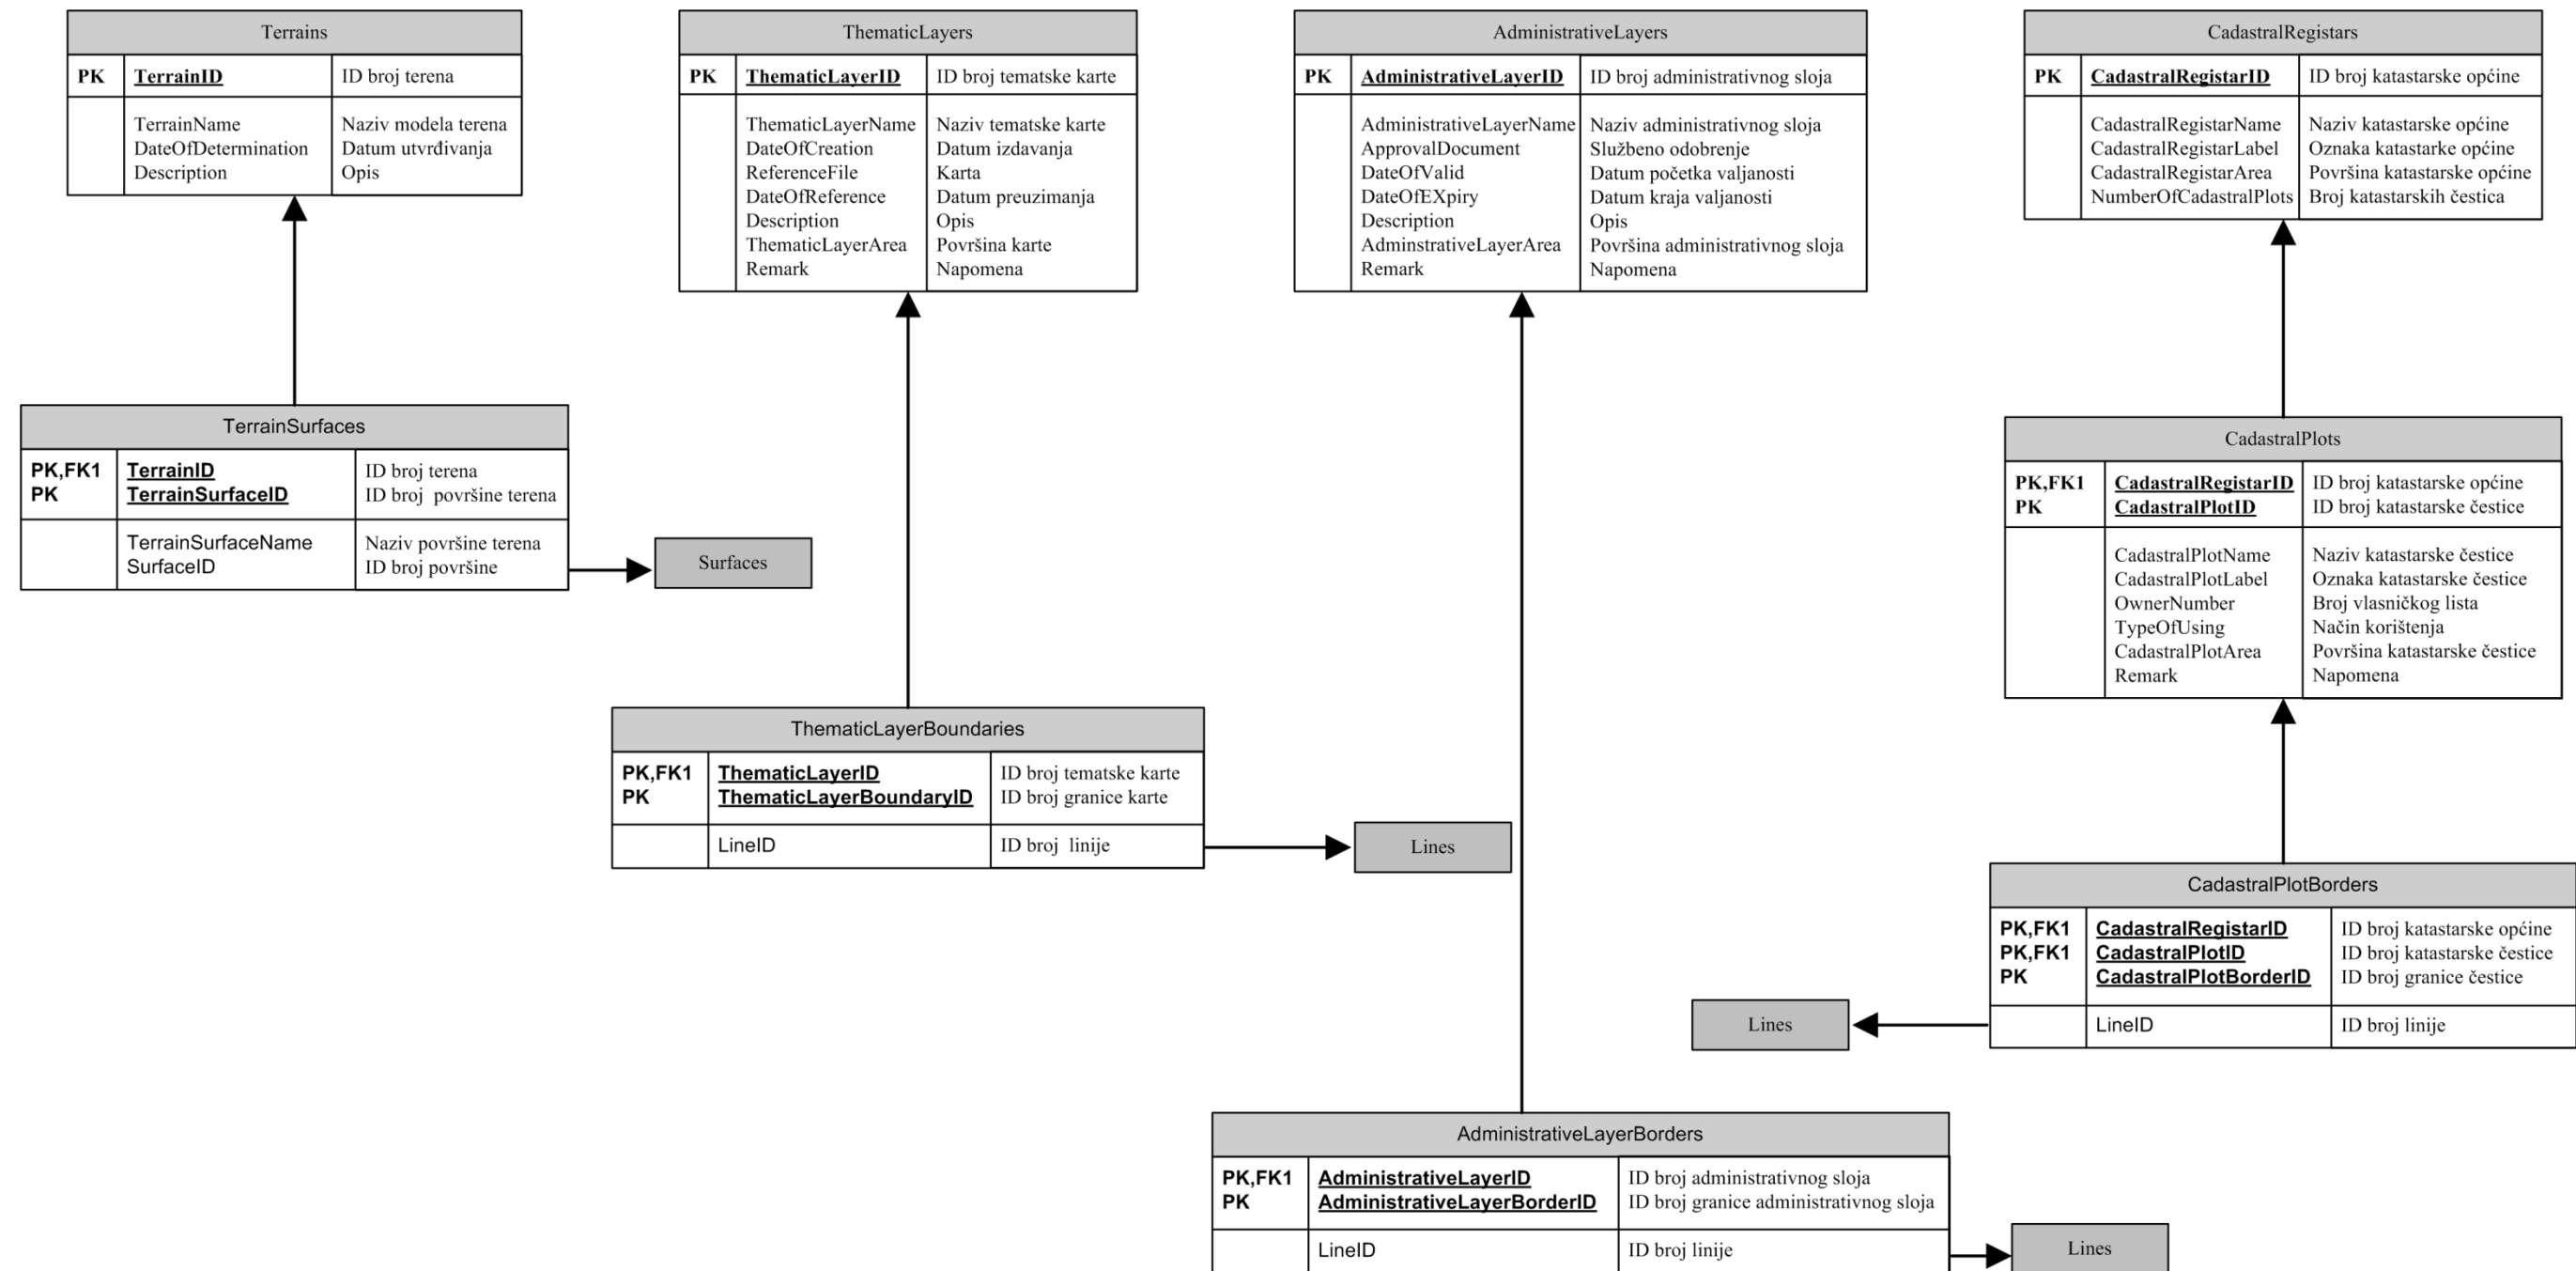 Terrains
PK TerrainID ID broj terena
TerrainName Naziv modela terena
DateOfDetermination Datum utvrđivanja
Description Opis
ThematicLayers
PK ThematicLayerID ID broj tematske karte
ThematicLayerName Naziv tematske karte
DateOfCreation Datum izdavanja
ReferenceFile Karta
DateOfReference Datum preuzimanja
Description Opis
ThematicLayerArea Površina karte
Remark Napomena
AdministrativeLayers
PK AdministrativeLayerID ID broj administrativnog sloja
AdministrativeLayerName Naziv administrativnog sloja
ApprovalDocument Službeno odobrenje
DateOfValid Datum početka valjanosti
DateOfEXpiry Datum kraja valjanosti
Description Opis
AdminstrativeLayerArea Površina administrativnog sloja
Remark Napomena
CadastralRegistars
PK CadastralRegistarID ID broj katastarske općine
CadastralRegistarName Naziv katastarske općine
CadastralRegistarLabel Oznaka katastarke općine
CadastralRegistarArea Površina katastarske općine
NumberOfCadastralPlots Broj katastarskih čestica
TerrainSurfaces
PK,FK1 TerrainID ID broj terena
PK TerrainSurfaceID ID broj površine terena
TerrainSurfaceName Naziv površine terena
SurfaceID ID broj površine
Surfaces
CadastralPlots
PK,FK1 CadastralRegistarID ID broj katastarske općine
PK CadastralPlotID ID broj katastarske čestice
CadastralPlotName Naziv katastarske čestice
CadastralPlotLabel Oznaka katastarske čestice
OwnerNumber Broj vlasničkog lista
TypeOfUsing Način korištenja
CadastralPlotArea Površina katastarske čestice
Remark Napomena
ThematicLayerBoundaries
PK,FK1 ThematicLayerID ID broj tematske karte
PK ThematicLayerBoundaryID ID broj granice karte
LineID ID broj linije
Lines
CadastralPlotBorders
PK,FK1 CadastralRegistarID ID broj katastarske općine
PK,FK1 CadastralPlotID ID broj katastarske čestice
PK CadastralPlotBorderID ID broj granice čestice
LineID ID broj linije
Lines
AdministrativeLayerBorders
PK,FK1 AdministrativeLayerID ID broj administrativnog sloja
PK AdministrativeLayerBorderID ID broj granice administrativnog sloja
LineID ID broj linije
Lines